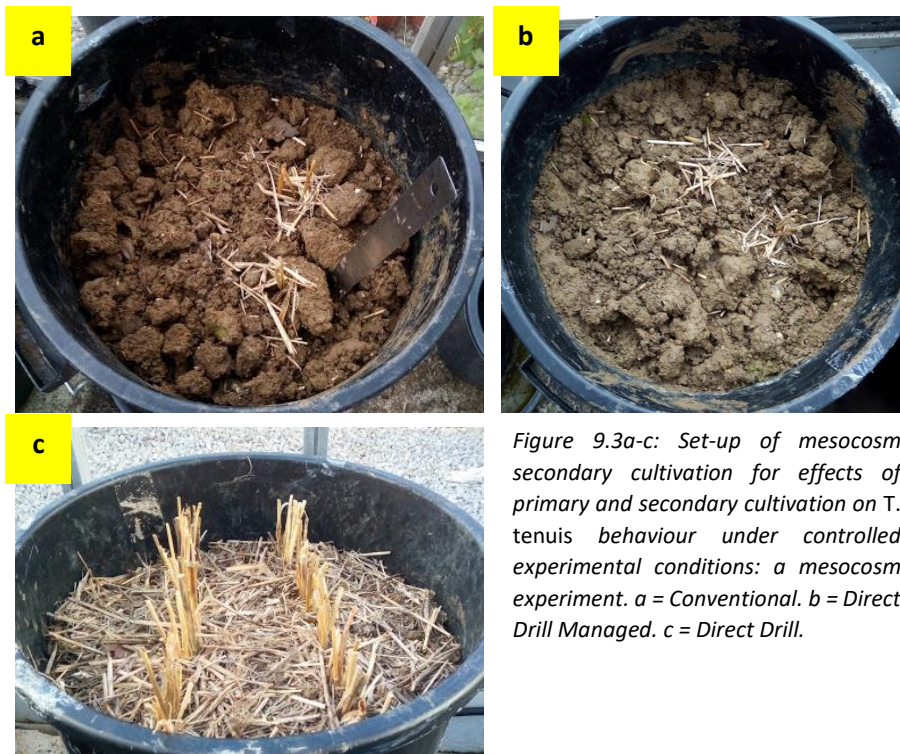 a
b
c
Figure 9.3a-c: Set-up of mesocosm
secondary cultivation for effects of
primary and secondary cultivation on T.
tenuis behaviour under controlled
experimental conditions: a mesocosm
experiment. a = Conventional. b = Direct
Drill Managed. c = Direct Drill.